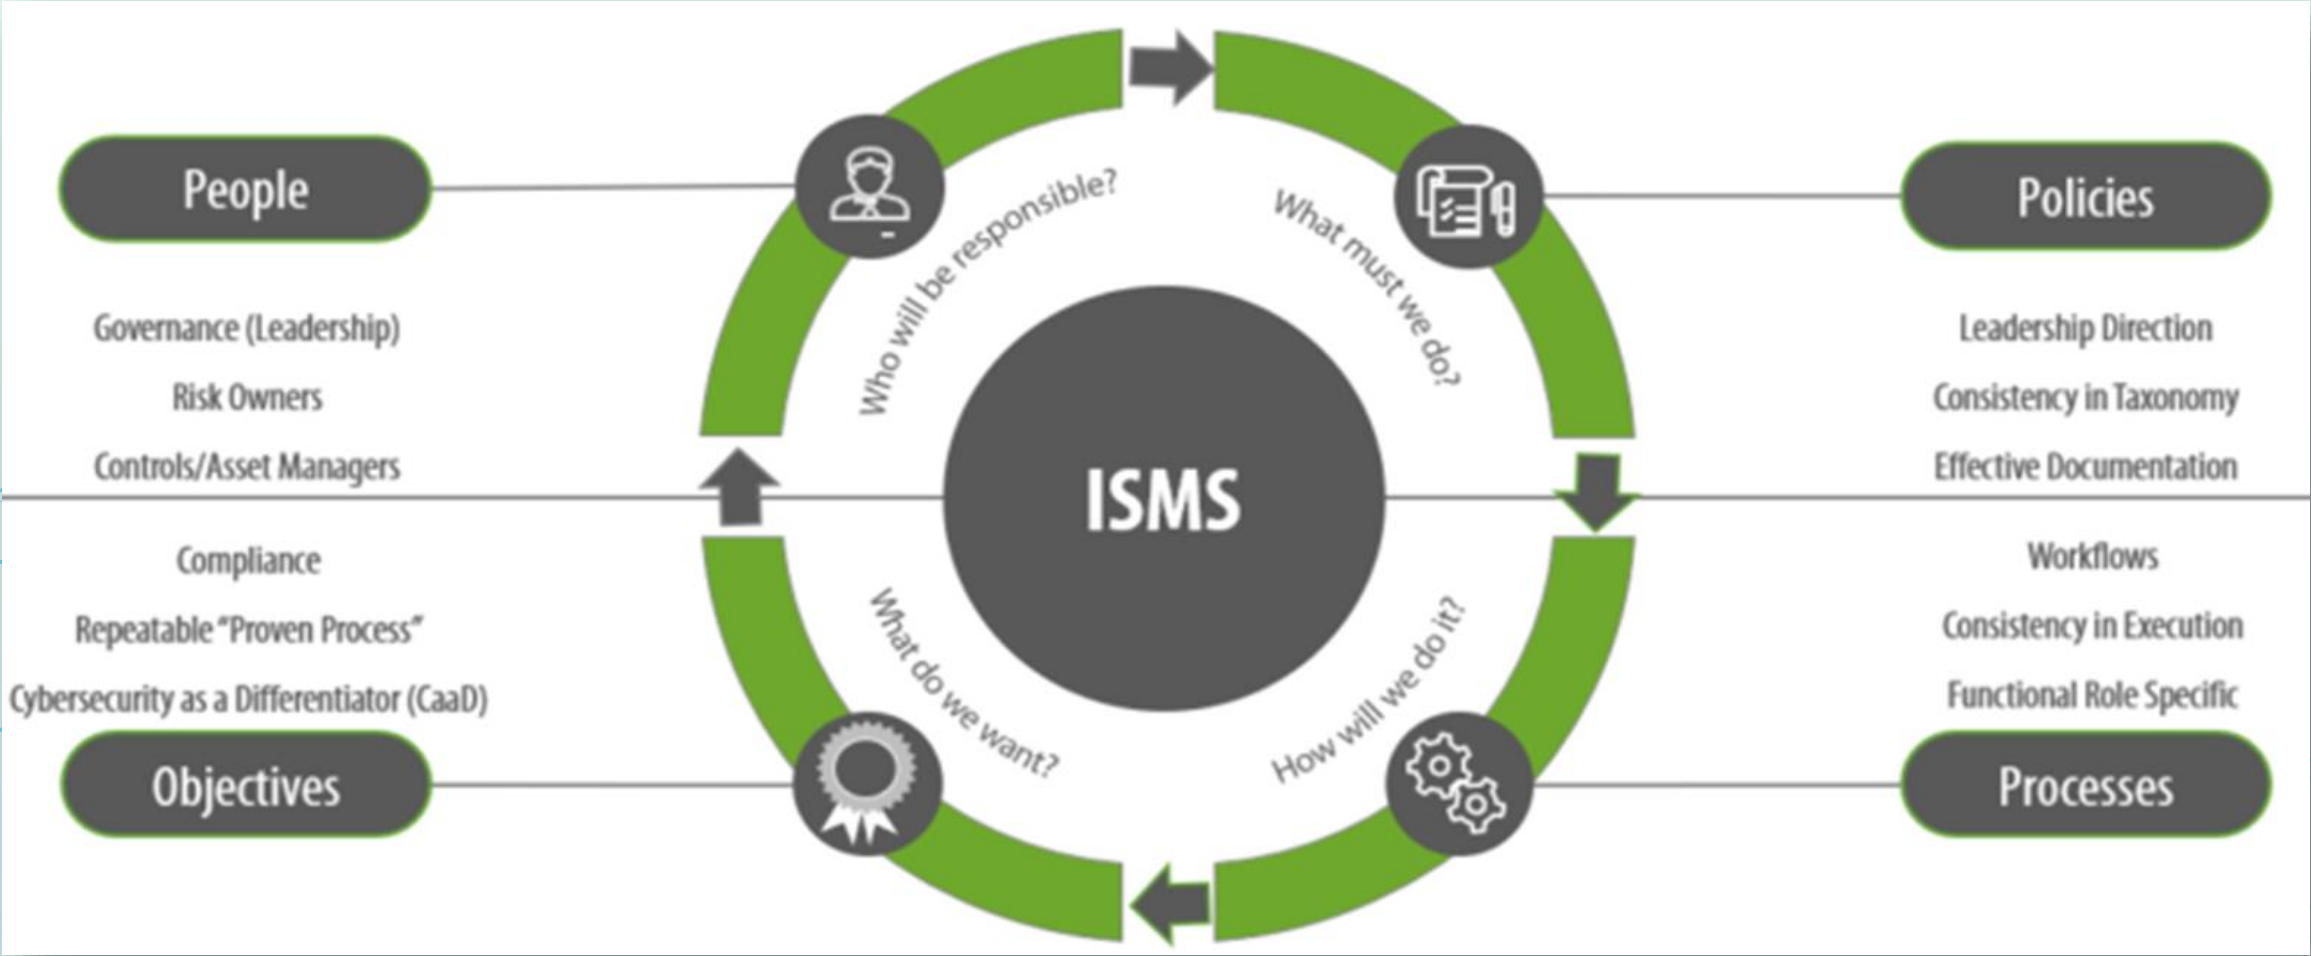 People
Governance (Leadership)
Risk Owners
Controls/Asset Managers
Who will be responsible?
What must we do?
Policies
Leadership Direction
Consistency in Taxonomy
Effective Documentation
ISMS
Compliance
Repeatable “Proven Process”
Cybersecurity as a Differentiator (CaaD)
Objectives
What do we want?
How will we do it?
Workflows
Consistency in Execution
Functional Role Specific
Processes